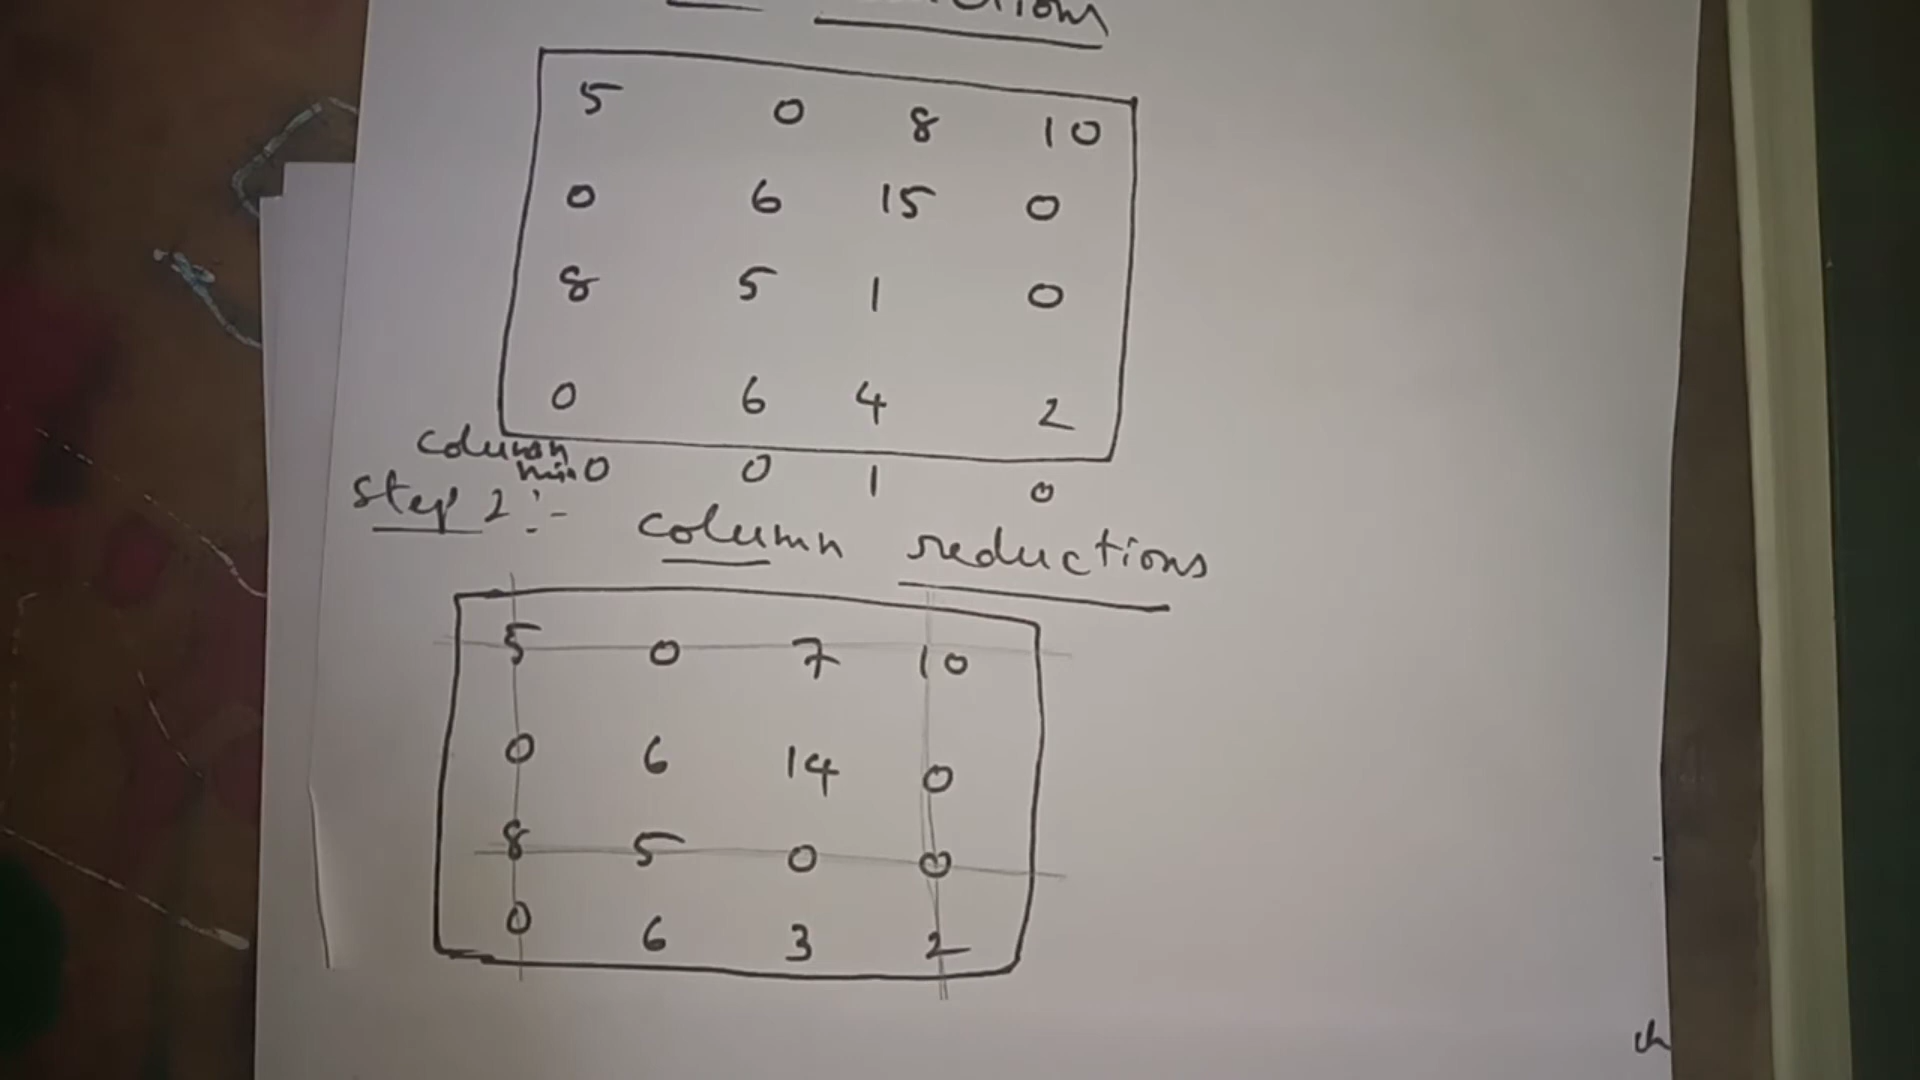 5 0 8 10
0 6 15 0
8 5 1 0
0 6 4 2
column
min 0 0 1 0
step 2 :- column reductions
5 0 7 10
0 6 14 0
8 5 0 0
0 6 3 2